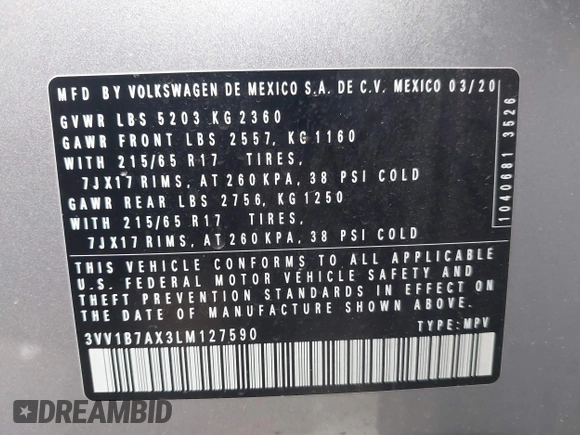 MFD BY VOLKSWAGEN DE MEXICO S.A. DE C.V. MEXICO 03/20
GVWR LBS 5203 KG 2360
GAWR FRONT LBS 2557, KG 1160
WITH 215/65 R17 TIRES,
7JX17 RIMS, AT 260 KPA, 38 PSI COLD
GAWR REAR LBS 2756, KG 1250
WITH 215/65 R17 TIRES,
7JX17 RIMS, AT 260 KPA, 38 PSI COLD
THIS VEHICLE CONFORMS TO ALL APPLICABLE
U.S. FEDERAL MOTOR VEHICLE SAFETY AND
THEFT PREVENTION STANDARDS IN EFFECT ON
THE DATE OF MANUFACTURE SHOWN ABOVE.
3VV1B7AX3LM127590 TYPE: MPV
1040681 3526
DREAMBID